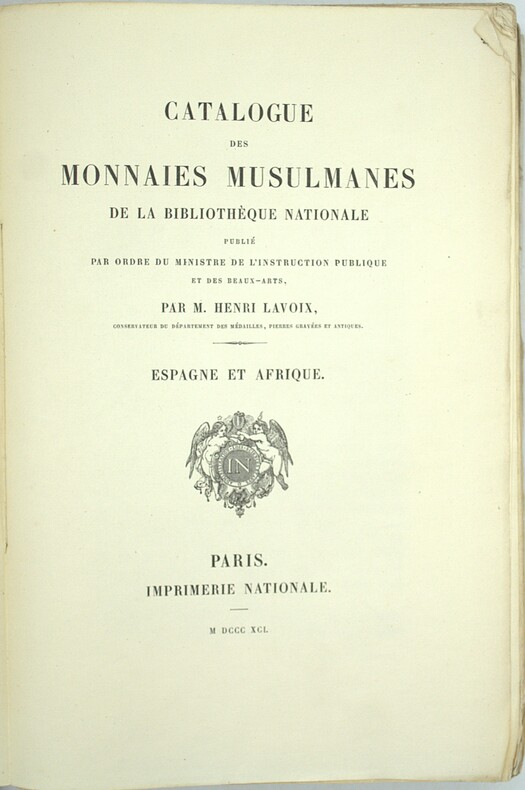 CATALOGUE
DES
MONNAIES MUSULMANES
DE LA BIBLIOTHÈQUE NATIONALE
PUBLIÉ
PAR ORDRE DU MINISTRE DE L'INSTRUCTION PUBLIQUE
ET DES BEAUX-ARTS,
PAR M. HENRI LAVOIX,
CONSERVATEUR DU DÉPARTEMENT DES MÉDAILLES, PIERRES GRAVÉES ET ANTIQUES.
ESPAGNE ET AFRIQUE.
IN
PARIS.
IMPRIMERIE NATIONALE.
M DCCC XCI.